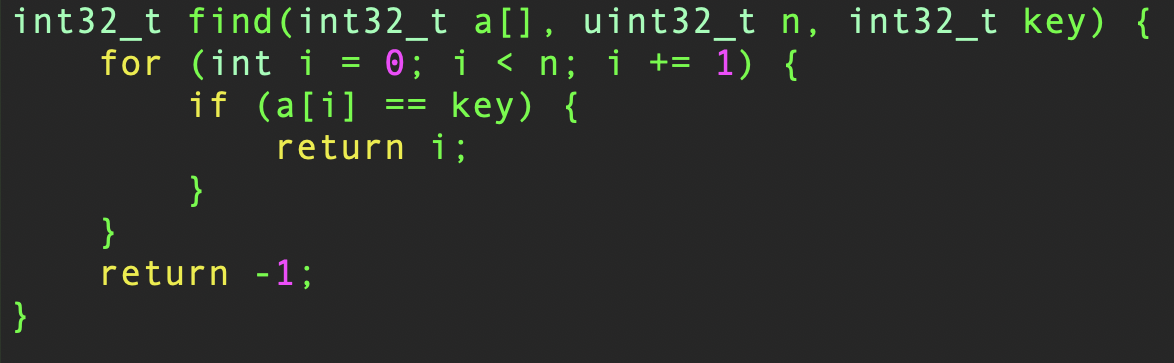 int32_t find(int32_t a[], uint32_t n, int32_t key) {
    for (int i = 0; i < n; i += 1) {
        if (a[i] == key) {
            return i;
        }
    }
    return -1;
}